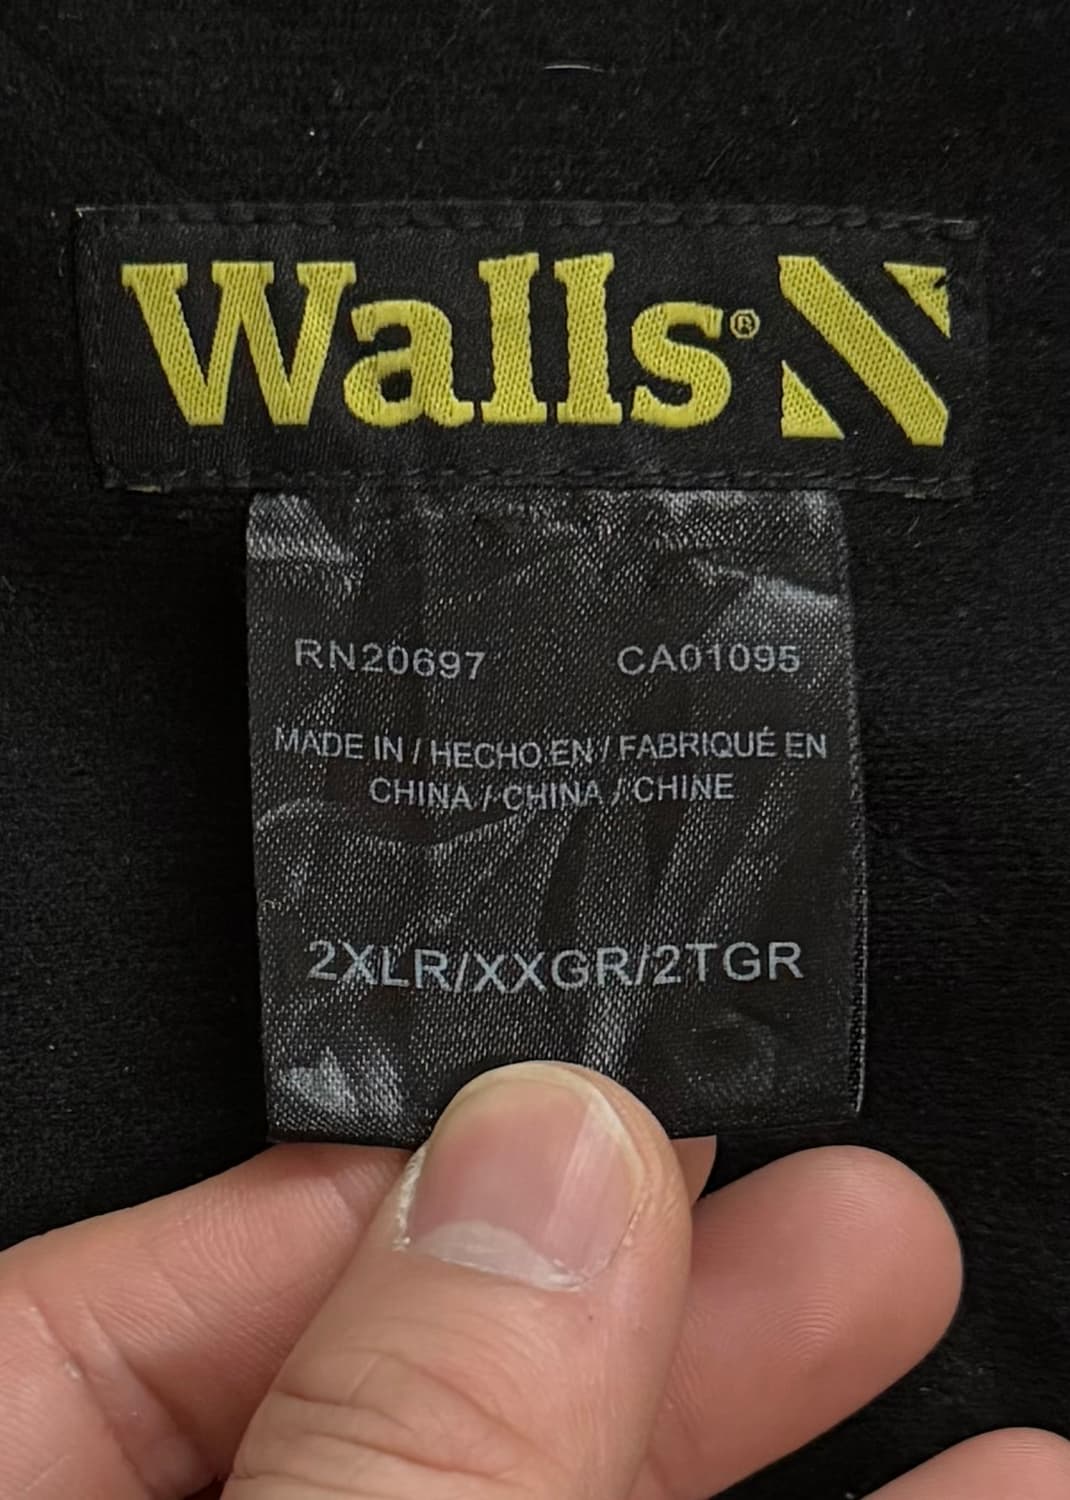 Walls®
RN20697 CA01095
MADE IN / HECHO EN / FABRIQUÉ EN
CHINA / CHINA / CHINE
2XLR/XXGR/2TGR